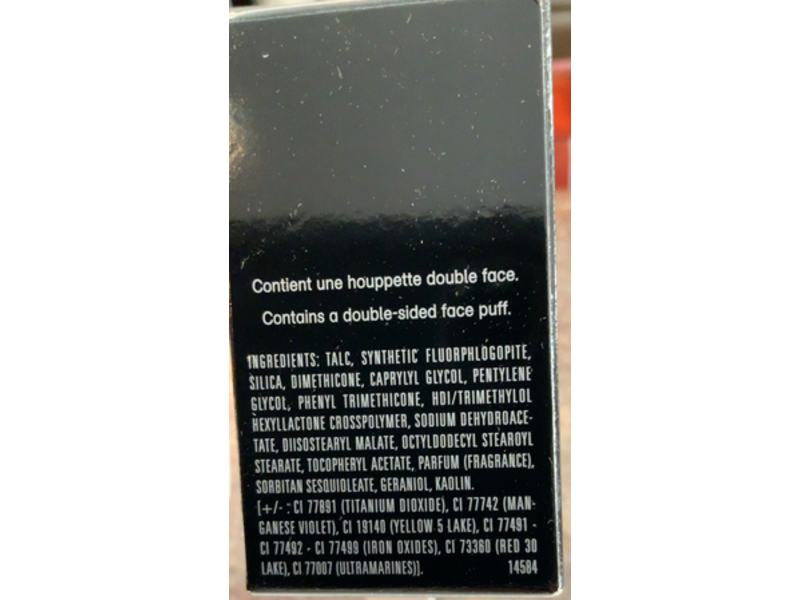 Contient une houppette double face.
Contains a double-sided face puff.
INGREDIENTS: TALC, SYNTHETIC FLUORPHLOGOPITE,
SILICA, DIMETHICONE, CAPRYLYL GLYCOL, PENTYLENE
GLYCOL, PHENYL TRIMETHICONE, HDI/TRIMETHYLOL
HEXYLLACTONE CROSSPOLYMER, SODIUM DEHYDROACE-
TATE, DIISOSTEARYL MALATE, OCTYLDODECYL STEAROYL
STEARATE, TOCOPHERYL ACETATE, PARFUM (FRAGRANCE),
SORBITAN SESQUIOLEATE, GERANIOL, KAOLIN.
[+/- : CI 77891 (TITANIUM DIOXIDE), CI 77742 (MAN-
GANESE VIOLET), CI 19140 (YELLOW 5 LAKE), CI 77491 -
CI 77492 - CI 77499 (IRON OXIDES), CI 73360 (RED 30
LAKE), CI 77007 (ULTRAMARINES)]. 14584